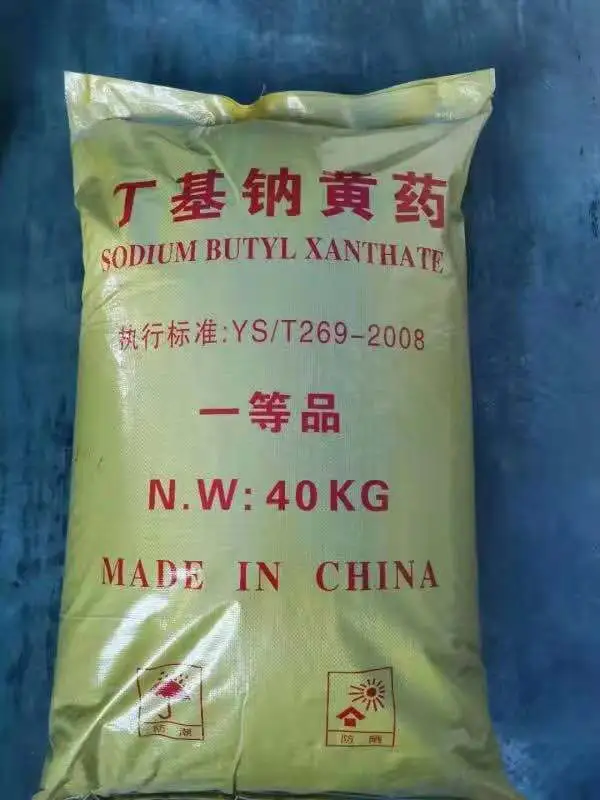 丁基钠黄药
SODIUM BUTYL XANTHATE
执行标准:YS/T269-2008
一等品
N.W: 40KG
MADE IN CHINA
防潮
防晒